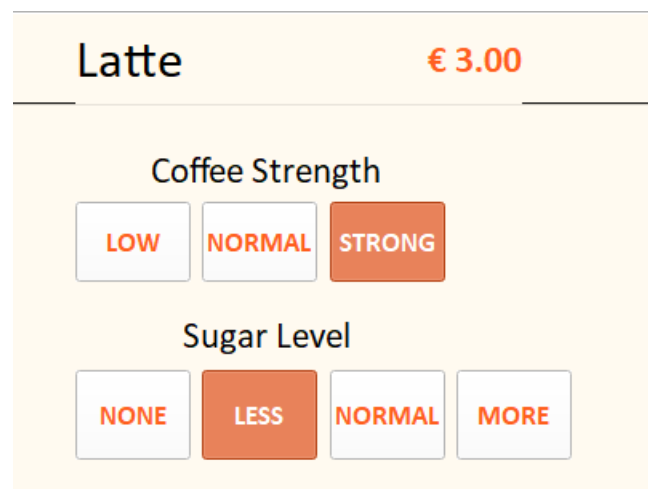 Latte € 3.00
Coffee Strength
LOW NORMAL STRONG
Sugar Level
NONE LESS NORMAL MORE